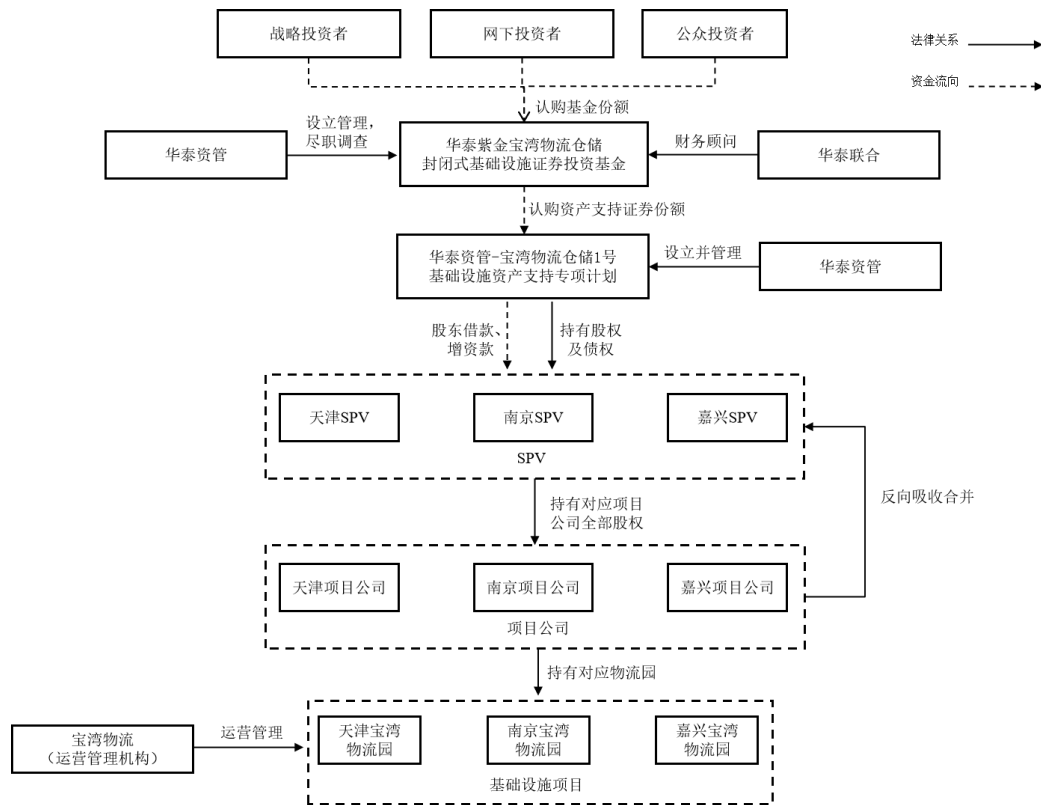 战略投资者
网下投资者
公众投资者
法律关系
资金流向
认购基金份额
华泰资管
设立管理，
尽职调查
华泰紫金宝湾物流仓储
封闭式基础设施证券投资基金
财务顾问
华泰联合
认购资产支持证券份额
华泰资管-宝湾物流仓储1号
基础设施资产支持专项计划
设立并管理
华泰资管
股东借款、
增资款
持有股权
及债权
天津SPV
南京SPV
嘉兴SPV
SPV
反向吸收合并
持有对应项目
公司全部股权
天津项目公司
南京项目公司
嘉兴项目公司
项目公司
持有对应物流园
宝湾物流
（运营管理机构）
运营管理
天津宝湾
物流园
南京宝湾
物流园
嘉兴宝湾
物流园
基础设施项目